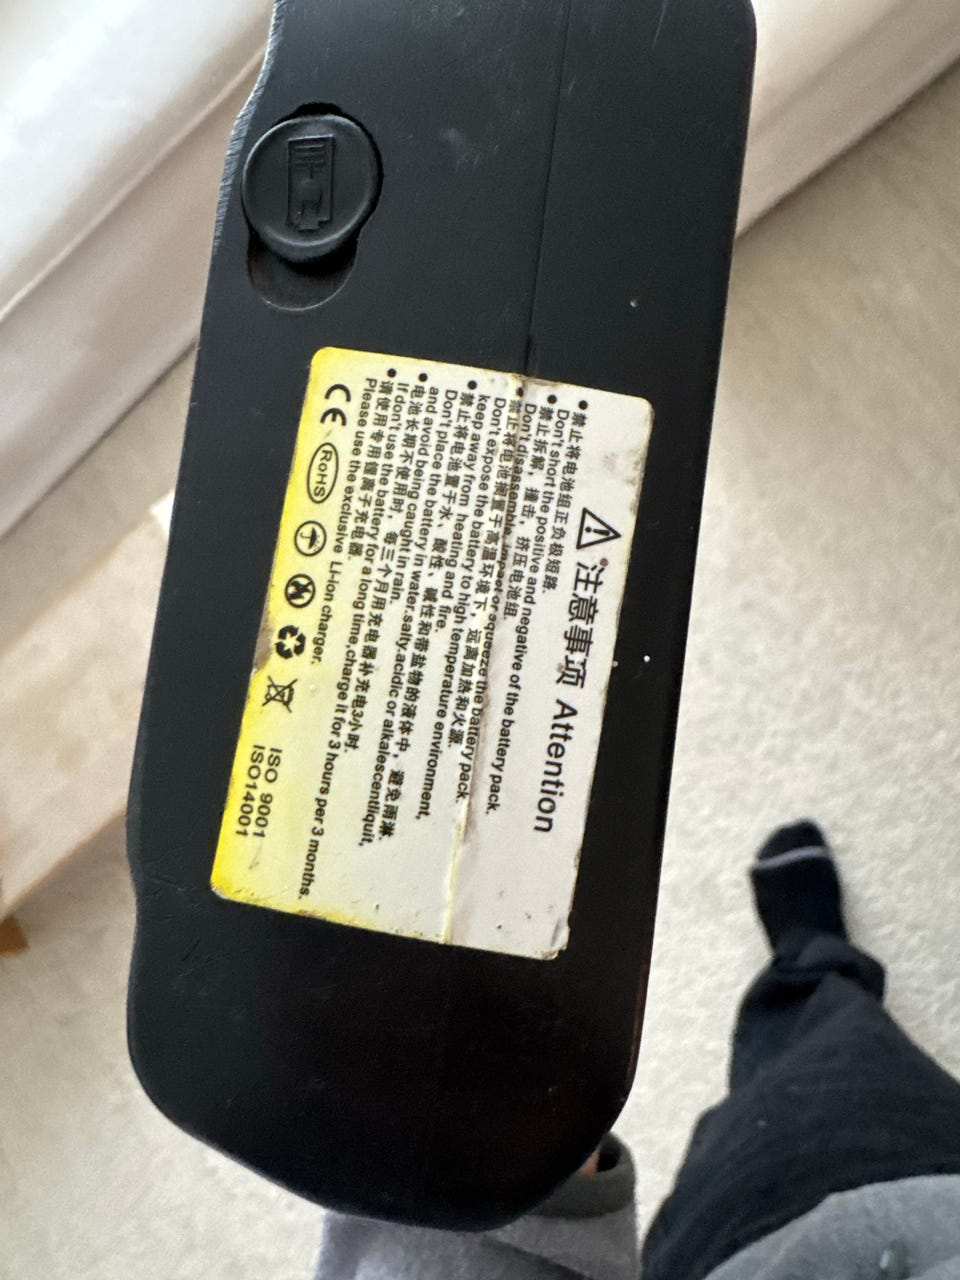 注意事项 Attention
● 禁止将电池组正负极短路.
Don't short the positive and negative of the battery pack.
● 禁止拆解，撞击，挤压电池组.
Don't disassemble, impact or squeeze the battery pack.
● 禁止将电池搁置于高温环境下，远离加热和火源.
Don't expose the battery to high temperature environment,
keep away from heating and fire.
● 禁止将电池置于水，酸性，碱性和带盐物的液体中，避免雨淋.
Don't place the battery in water.salty.acidic or alkalescentliquit,
and avoid being caught in rain.
● 电池长期不使用时，每三个月用充电器补充电3小时.
If don't use the battery for a long time,charge it for 3 hours per 3 months.
● 请使用专用锂离子充电器.
Please use the exclusive Li-ion charger.
CE RoHS ISO 9001
ISO14001